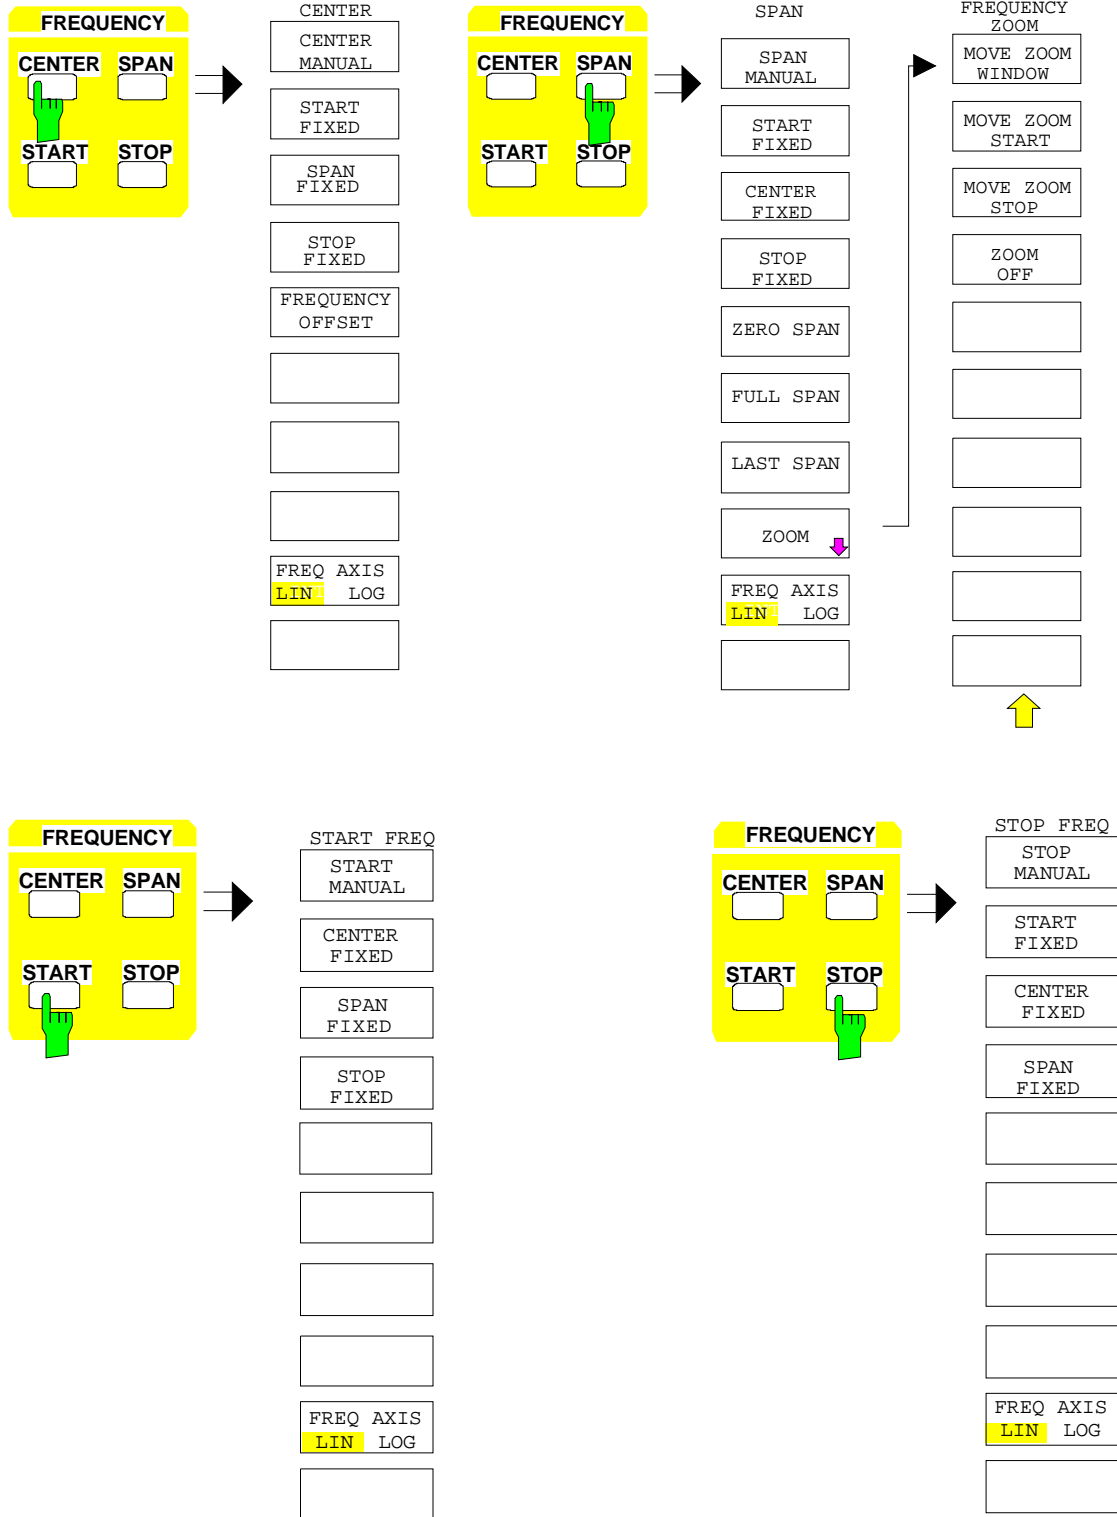 FREQUENCY
CENTER SPAN
START STOP
CENTER
CENTER
MANUAL
START
FIXED
SPAN
FIXED
STOP
FIXED
FREQUENCY
OFFSET
FREQ AXIS
LIN LOG
FREQUENCY
CENTER SPAN
START STOP
SPAN
SPAN
MANUAL
START
FIXED
CENTER
FIXED
STOP
FIXED
ZERO SPAN
FULL SPAN
LAST SPAN
ZOOM
FREQ AXIS
LIN LOG
FREQUENCY
ZOOM
MOVE ZOOM
WINDOW
MOVE ZOOM
START
MOVE ZOOM
STOP
ZOOM
OFF
FREQUENCY
CENTER SPAN
START STOP
START FREQ
START
MANUAL
CENTER
FIXED
SPAN
FIXED
STOP
FIXED
FREQ AXIS
LIN LOG
FREQUENCY
CENTER SPAN
START STOP
STOP FREQ
STOP
MANUAL
START
FIXED
CENTER
FIXED
SPAN
FIXED
FREQ AXIS
LIN LOG